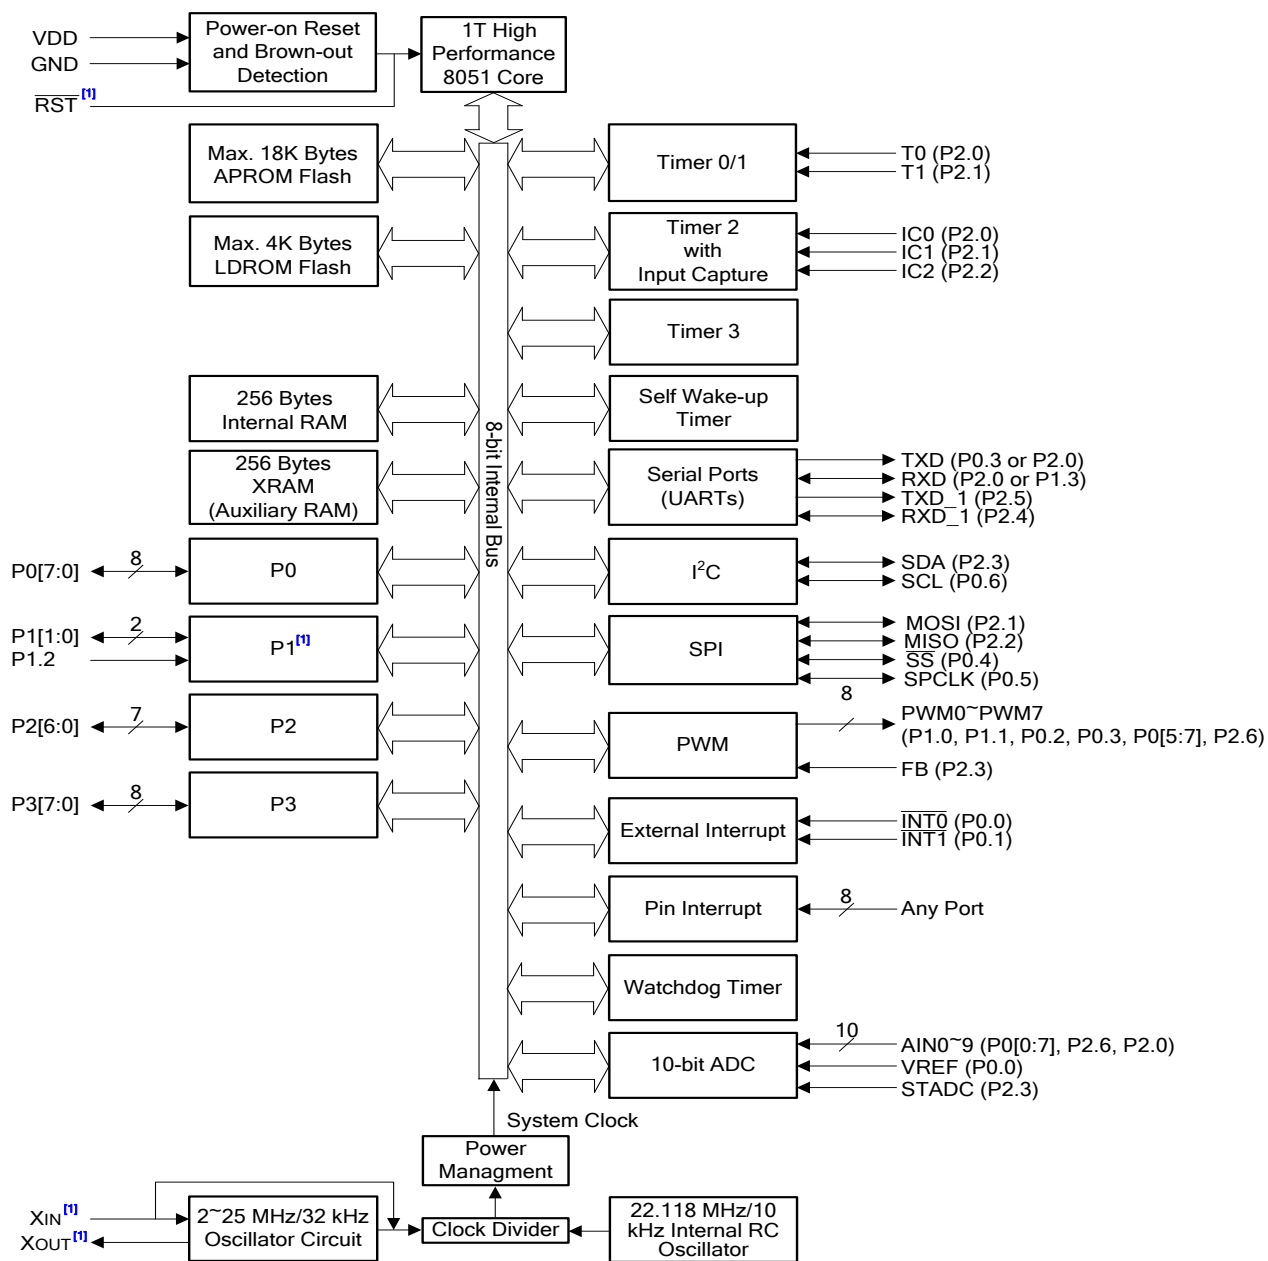 VDD
GND
RST[1]
Power-on Reset
and Brown-out
Detection
1T High
Performance
8051 Core
Max. 18K Bytes
APROM Flash
Max. 4K Bytes
LDROM Flash
256 Bytes
Internal RAM
256 Bytes
XRAM
(Auxiliary RAM)
P0[7:0]
8
P0
P1[1:0]
2
P1.2
P1[1]
P2[6:0]
7
P2
P3[7:0]
8
P3
8-bit Internal Bus
Timer 0/1
T0 (P2.0)
T1 (P2.1)
Timer 2
with
Input Capture
IC0 (P2.0)
IC1 (P2.1)
IC2 (P2.2)
Timer 3
Self Wake-up
Timer
Serial Ports
(UARTs)
TXD (P0.3 or P2.0)
RXD (P2.0 or P1.3)
TXD_1 (P2.5)
RXD_1 (P2.4)
I²C
SDA (P2.3)
SCL (P0.6)
SPI
MOSI (P2.1)
MISO (P2.2)
SS (P0.4)
SPCLK (P0.5)
PWM
8
PWM0~PWM7
(P1.0, P1.1, P0.2, P0.3, P0[5:7], P2.6)
FB (P2.3)
External Interrupt
INT0 (P0.0)
INT1 (P0.1)
Pin Interrupt
8
Any Port
Watchdog Timer
10-bit ADC
10
AIN0~9 (P0[0:7], P2.6, P2.0)
VREF (P0.0)
STADC (P2.3)
System Clock
Power
Managment
XIN[1]
XOUT[1]
2~25 MHz/32 kHz
Oscillator Circuit
Clock Divider
22.118 MHz/10
kHz Internal RC
Oscillator